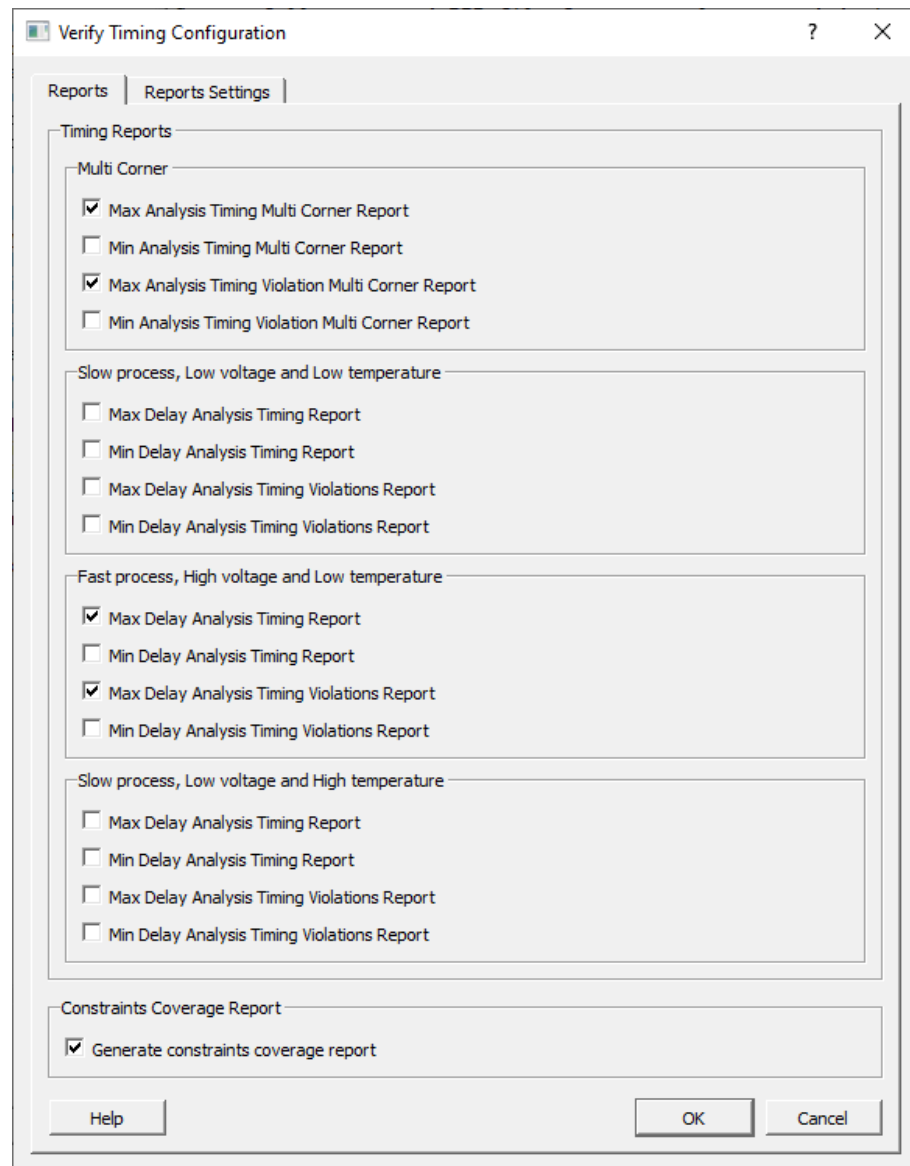 Verify Timing Configuration
?
Reports
Reports Settings
Timing Reports
Multi Corner
Max Analysis Timing Multi Corner Report
Min Analysis Timing Multi Corner Report
Max Analysis Timing Violation Multi Corner Report
Min Analysis Timing Violation Multi Corner Report
Slow process, Low voltage and Low temperature
Max Delay Analysis Timing Report
Min Delay Analysis Timing Report
Max Delay Analysis Timing Violations Report
Min Delay Analysis Timing Violations Report
Fast process, High voltage and Low temperature
Max Delay Analysis Timing Report
Min Delay Analysis Timing Report
Max Delay Analysis Timing Violations Report
Min Delay Analysis Timing Violations Report
Slow process, Low voltage and High temperature
Max Delay Analysis Timing Report
Min Delay Analysis Timing Report
Max Delay Analysis Timing Violations Report
Min Delay Analysis Timing Violations Report
Constraints Coverage Report
Generate constraints coverage report
Help
OK
Cancel